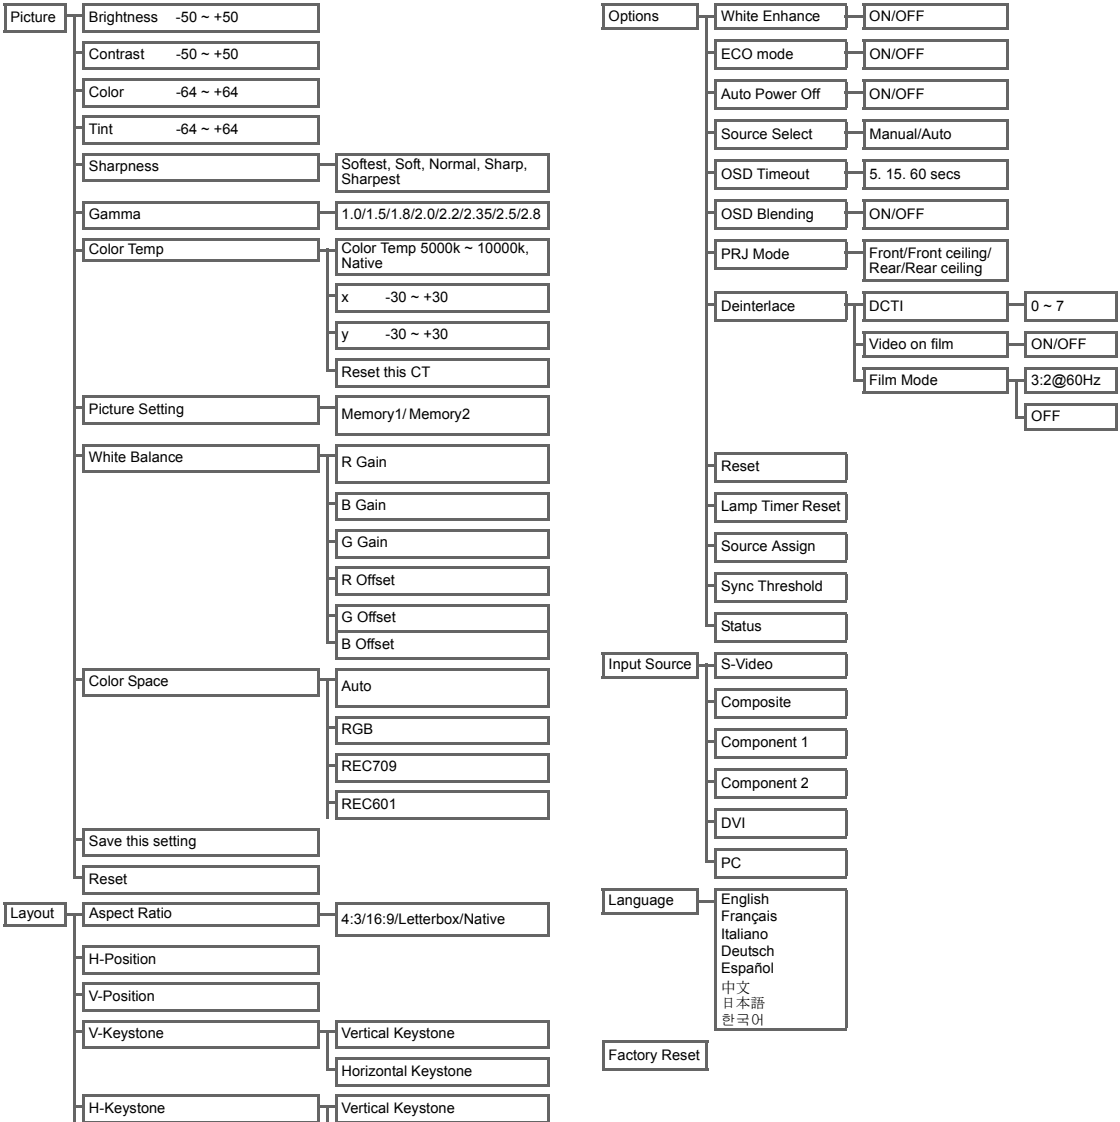 Picture
Brightness -50 ~ +50
Contrast -50 ~ +50
Color -64 ~ +64
Tint -64 ~ +64
Sharpness
Softest, Soft, Normal, Sharp,
Sharpest
Gamma
1.0/1.5/1.8/2.0/2.2/2.35/2.5/2.8
Color Temp
Color Temp 5000k ~ 10000k,
Native
x -30 ~ +30
y -30 ~ +30
Reset this CT
Picture Setting
Memory1/ Memory2
White Balance
R Gain
B Gain
G Gain
R Offset
G Offset
B Offset
Color Space
Auto
RGB
REC709
REC601
Save this setting
Reset
Layout
Aspect Ratio
4:3/16:9/Letterbox/Native
H-Position
V-Position
V-Keystone
Vertical Keystone
Horizontal Keystone
H-Keystone
Vertical Keystone
Options
White Enhance
ON/OFF
ECO mode
ON/OFF
Auto Power Off
ON/OFF
Source Select
Manual/Auto
OSD Timeout
5. 15. 60 secs
OSD Blending
ON/OFF
PRJ Mode
Front/Front ceiling/
Rear/Rear ceiling
Deinterlace
DCTI
0 ~ 7
Video on film
ON/OFF
Film Mode
3:2@60Hz
OFF
Reset
Lamp Timer Reset
Source Assign
Sync Threshold
Status
Input Source
S-Video
Composite
Component 1
Component 2
DVI
PC
Language
English
Français
Italiano
Deutsch
Español
中文
日本語
한국어
Factory Reset